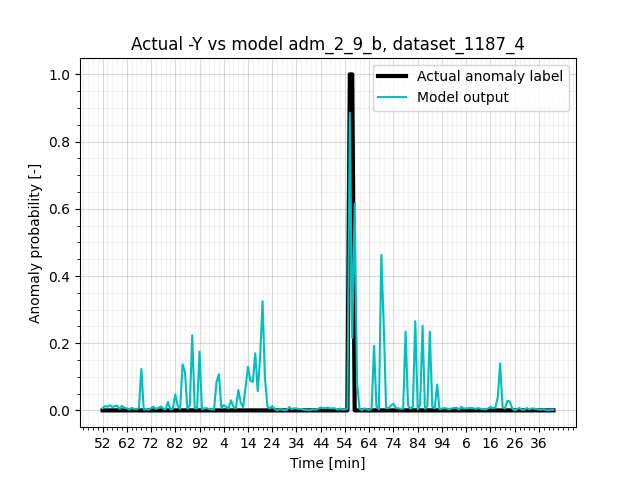 Actual -Y vs model adm_2_9_b, dataset_1187_4
Actual anomaly label
Model output
Anomaly probability [-]
1.0
0.8
0.6
0.4
0.2
0.0
52 62 72 82 92 4 14 24 34 44 54 64 74 84 94 6 16 26 36
Time [min]